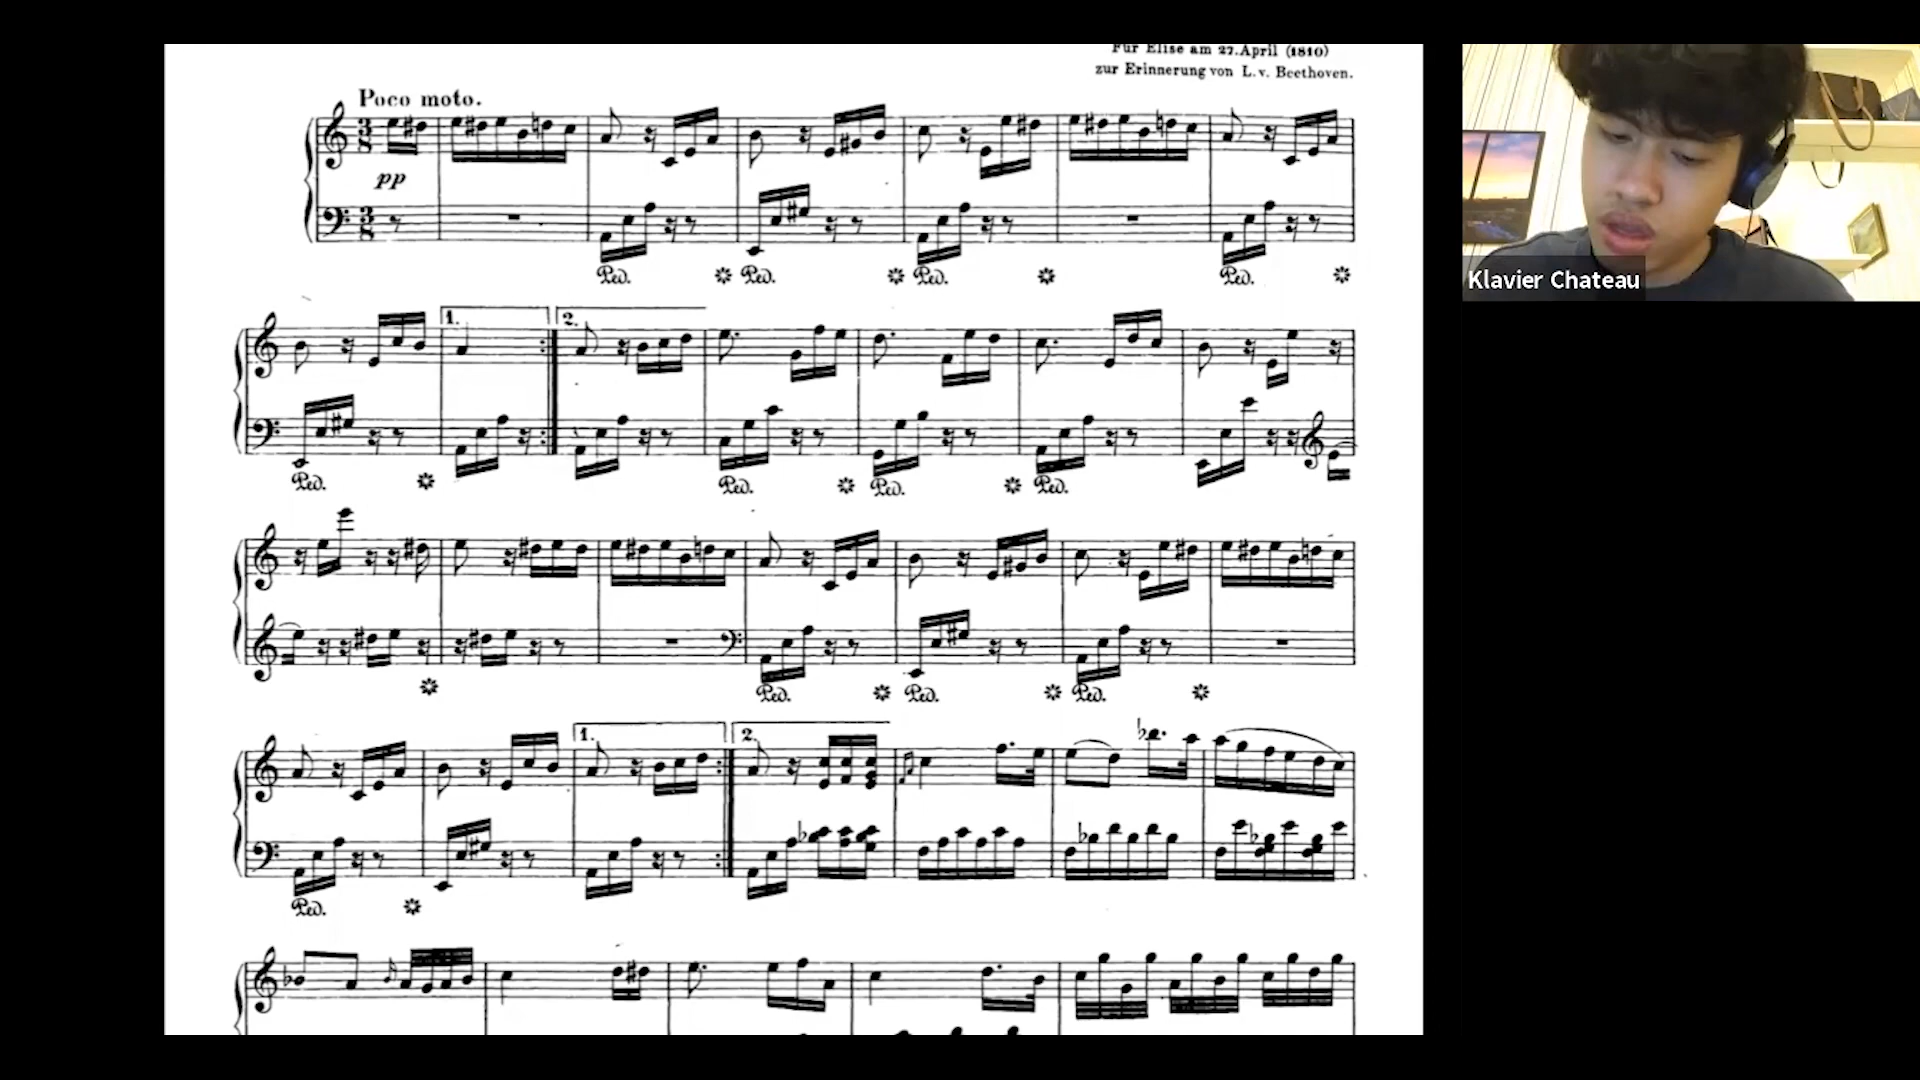 Für Elise am 27. April (1810)
zur Erinnerung von L. v. Beethoven.
Poco moto.
pp
Ped. Ped. Ped. Ped.
1. 2.
Ped. Ped. Ped. Ped.
Ped. Ped. Ped.
1. 2.
Ped.
Klavier Chateau